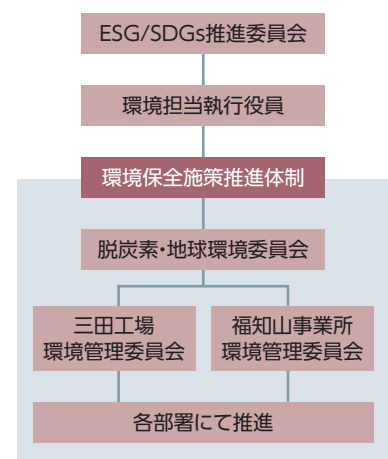 ESG/SDGs推進委員会
環境担当執行役員
環境保全施策推進体制
脱炭素・地球環境委員会
三田工場
環境管理委員会
福知山事業所
環境管理委員会
各部署にて推進